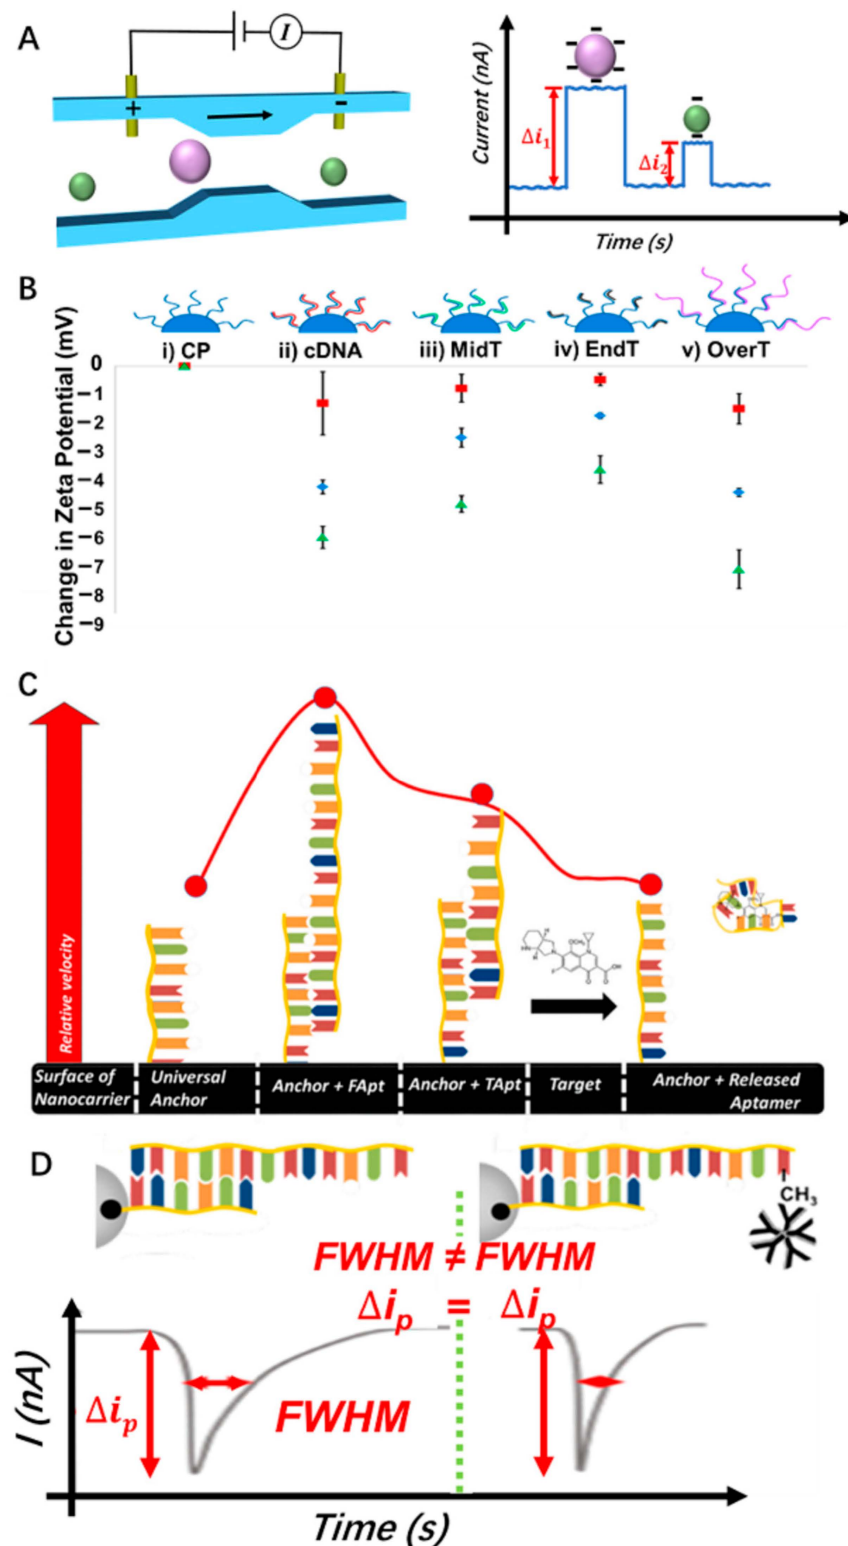 A
I
+
-
Current (nA)
Δi₁
Δi₂
Time (s)
B
i) CP
ii) cDNA
iii) MidT
iv) EndT
v) OverT
Change in Zeta Potential (mV)
0
−1
−2
−3
−4
−5
−6
−7
−8
−9
C
Relative velocity
OCH₃
OH
Surface of
Nanocarrier
Universal
Anchor
Anchor + FApt
Anchor + TApt
Target
Anchor + Released
Aptamer
D
CH₃
FWHM ≠ FWHM
Δiₚ = Δiₚ
I (nA)
Δiₚ
FWHM
Time (s)